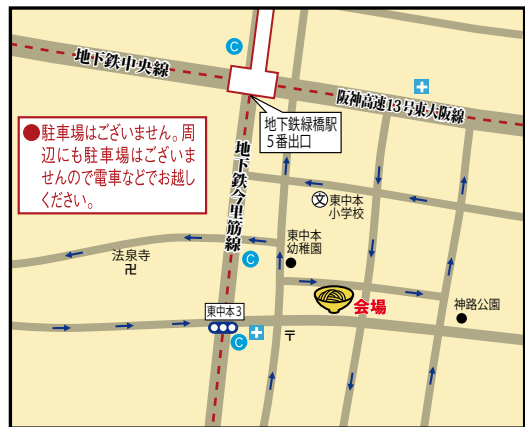 地下鉄中央線
阪神高速13号東大阪線
地下鉄緑橋駅
5番出口
●駐車場はございません。周
辺にも駐車場はございま
せんので電車などでお越し
ください。
地下鉄今里筋線
文
東中本
小学校
東中本
幼稚園
法泉寺
卍
C
C
C
会場
神路公園
東中本3
〒